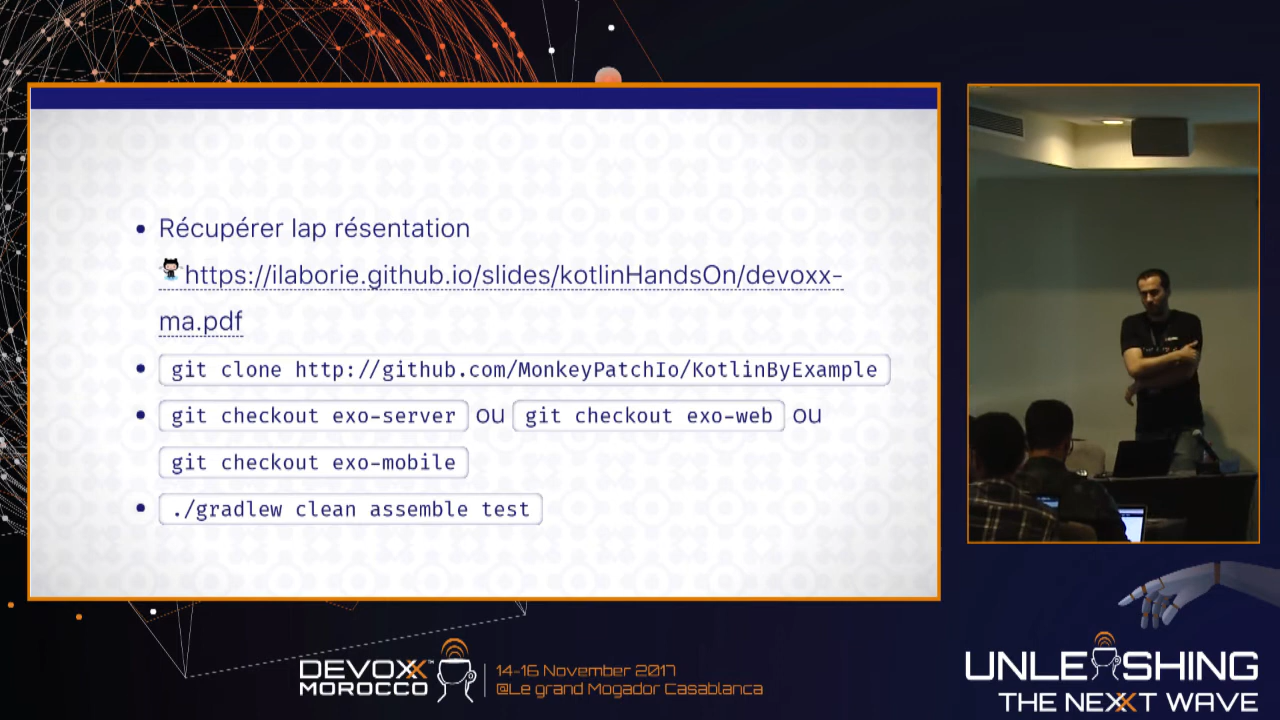 Récupérer lap résentation
https://ilaborie.github.io/slides/kotlinHandsOn/devoxx-
ma.pdf
git clone http://github.com/MonkeyPatchIo/KotlinByExample
git checkout exo-server ou git checkout exo-web ou
git checkout exo-mobile
./gradlew clean assemble test
DEVOXX™
MOROCCO
14-16 November 2017
@Le grand Mogador Casablanca
UNLEASHING
THE NEXXT WAVE